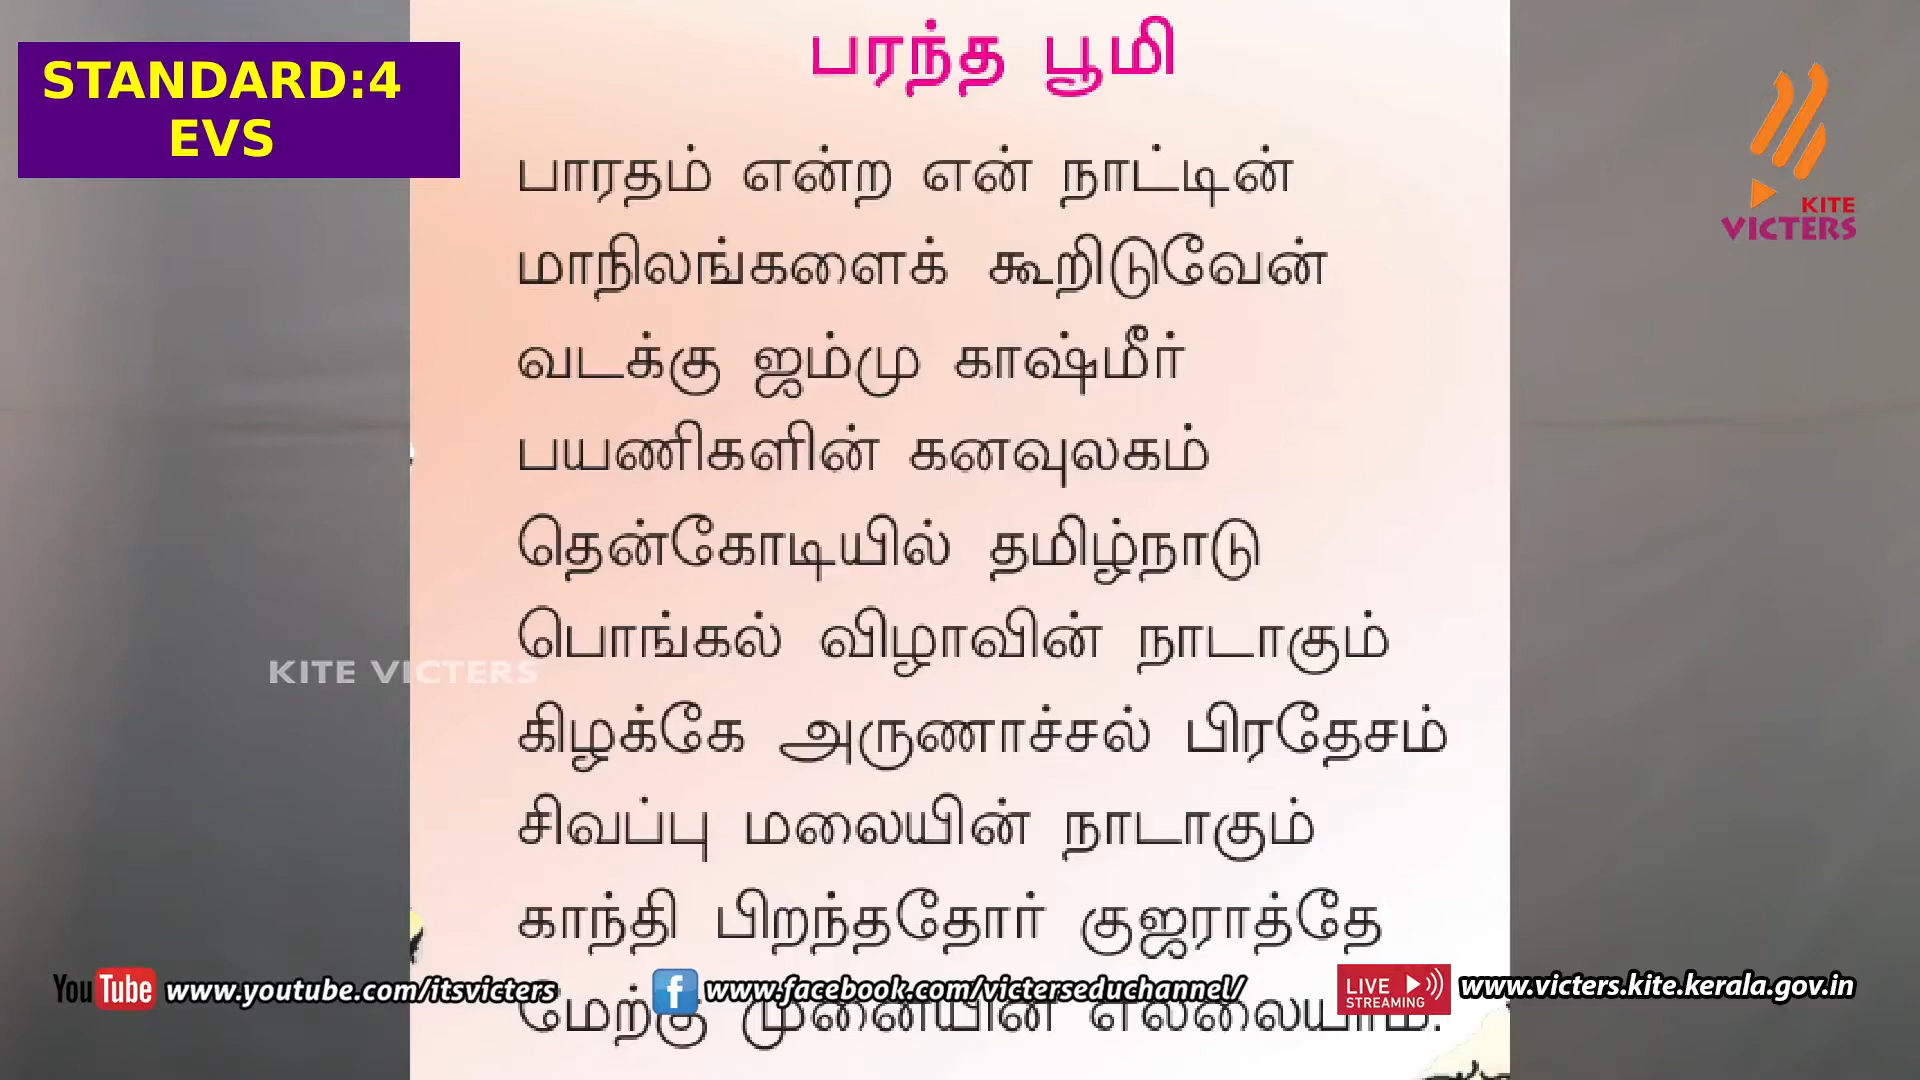 STANDARD:4
EVS
பரந்த பூமி
பாரதம் என்ற என் நாட்டின்
மாநிலங்களைக் கூறிடுவேன்
வடக்கு ஜம்மு காஷ்மீர்
பயணிகளின் கனவுலகம்
தென்கோடியில் தமிழ்நாடு
பொங்கல் விழாவின் நாடாகும்
கிழக்கே அருணாச்சல் பிரதேசம்
சிவப்பு மலையின் நாடாகும்
காந்தி பிறந்ததோர் குஜராத்தே
மேற்கு முனையின் எல்லையாம்.
KITE
VICTERS
KITE VICTERS
You Tube www.youtube.com/itsvicters
f www.facebook.com/victerseduchannel/
LIVE STREAMING www.victers.kite.kerala.gov.in